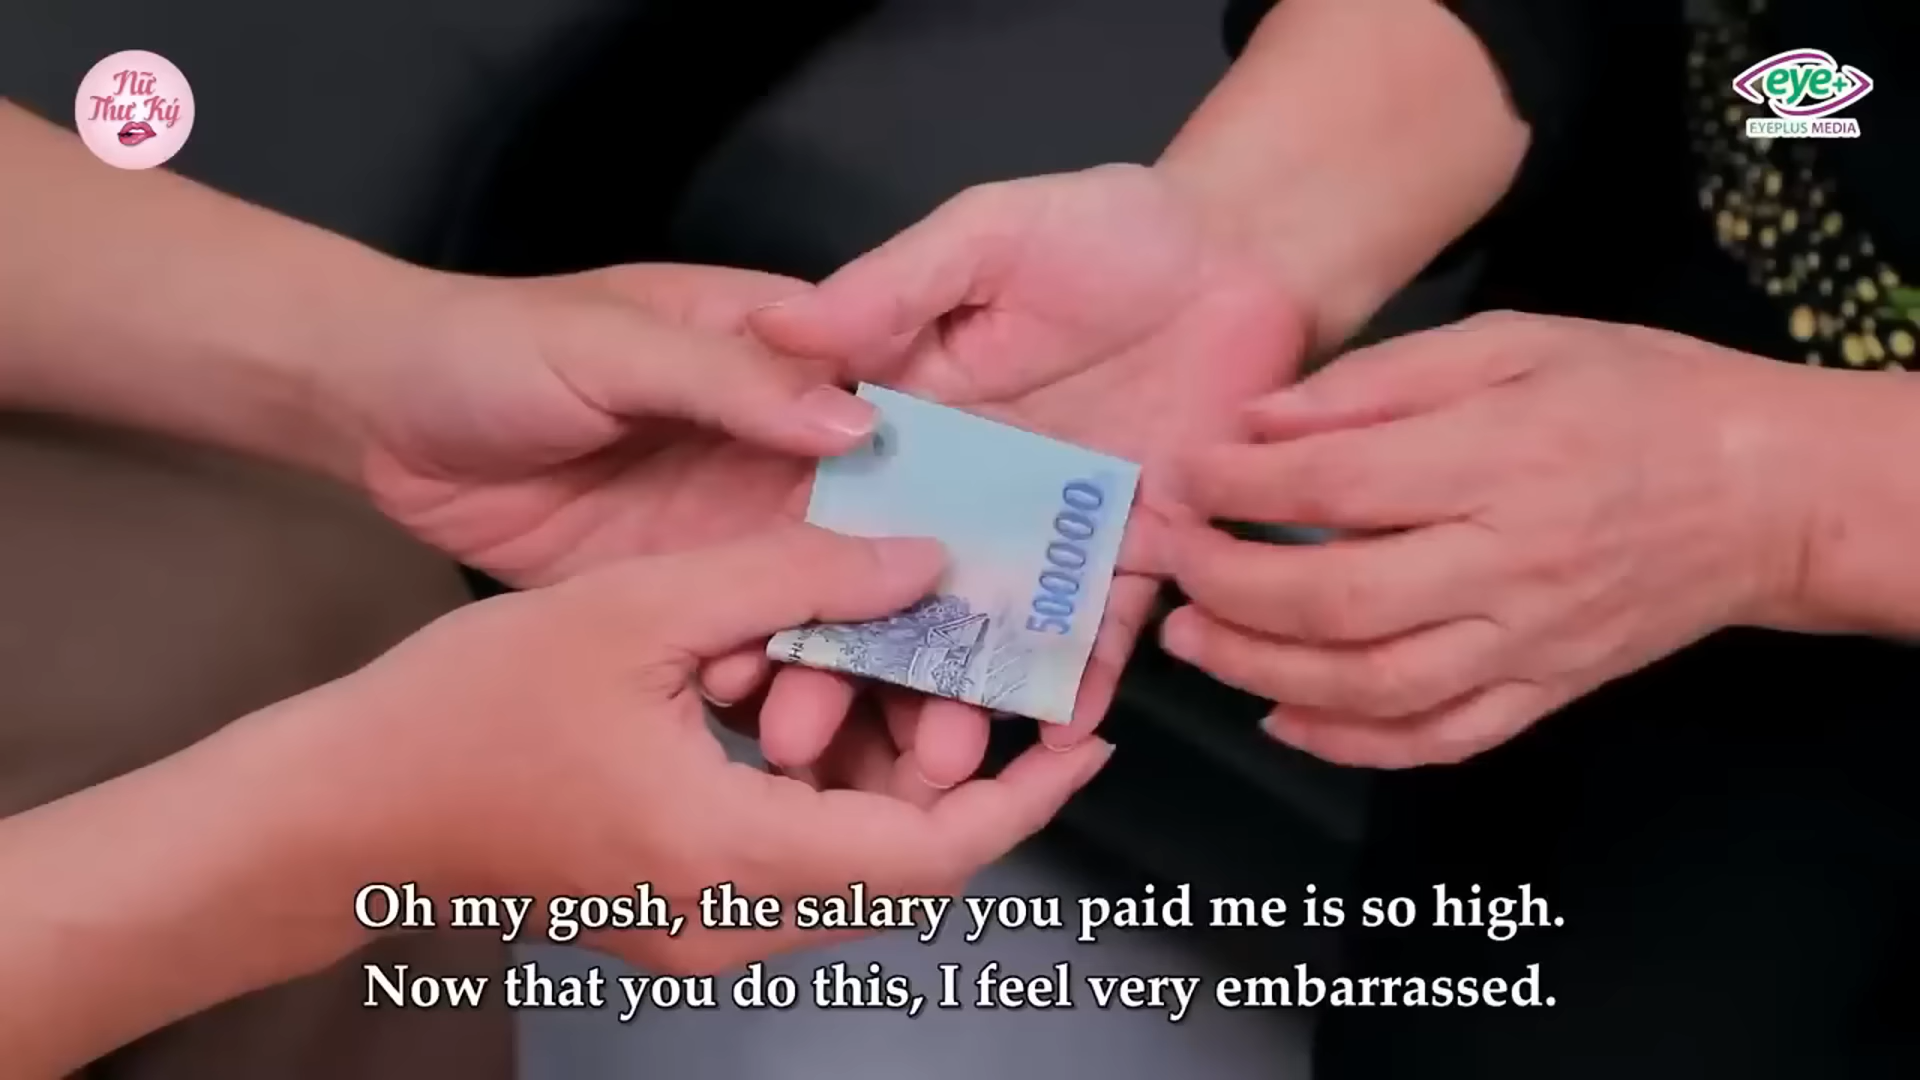 Nữ
Thư Ký
eye+
EYEPLUS MEDIA
500000
Oh my gosh, the salary you paid me is so high.
Now that you do this, I feel very embarrassed.